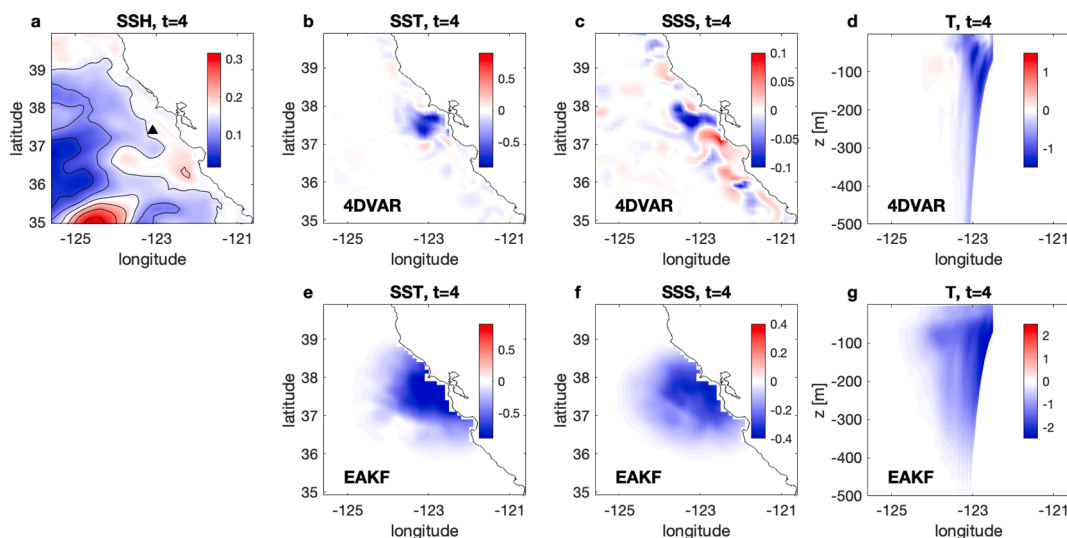 a SSH, t=4
39
38
37
36
35
latitude
-125 -123 -121
longitude
0.3
0.2
0.1
b SST, t=4
39
38
37
36
35
latitude
-125 -123 -121
longitude
0.5
0
-0.5
4DVAR
c SSS, t=4
39
38
37
36
35
latitude
-125 -123 -121
longitude
0.1
0.05
0
-0.05
-0.1
4DVAR
d T, t=4
-100
-200
-300
-400
-500
z [m]
-125 -123 -121
longitude
1
0
-1
4DVAR
e SST, t=4
39
38
37
36
35
latitude
-125 -123 -121
longitude
0.5
0
-0.5
EAKF
f SSS, t=4
39
38
37
36
35
latitude
-125 -123 -121
longitude
0.4
0.2
0
-0.2
-0.4
EAKF
g T, t=4
-100
-200
-300
-400
-500
z [m]
-125 -123 -121
longitude
2
1
0
-1
-2
EAKF